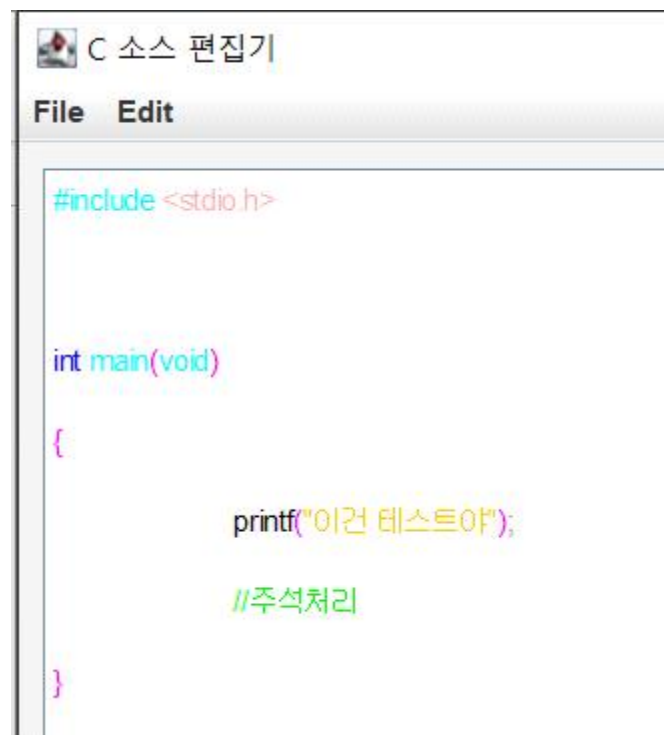 C 소스 편집기
File Edit
#include <stdio.h>
int main(void)
{
printf("이건 테스트야");
//주석처리
}